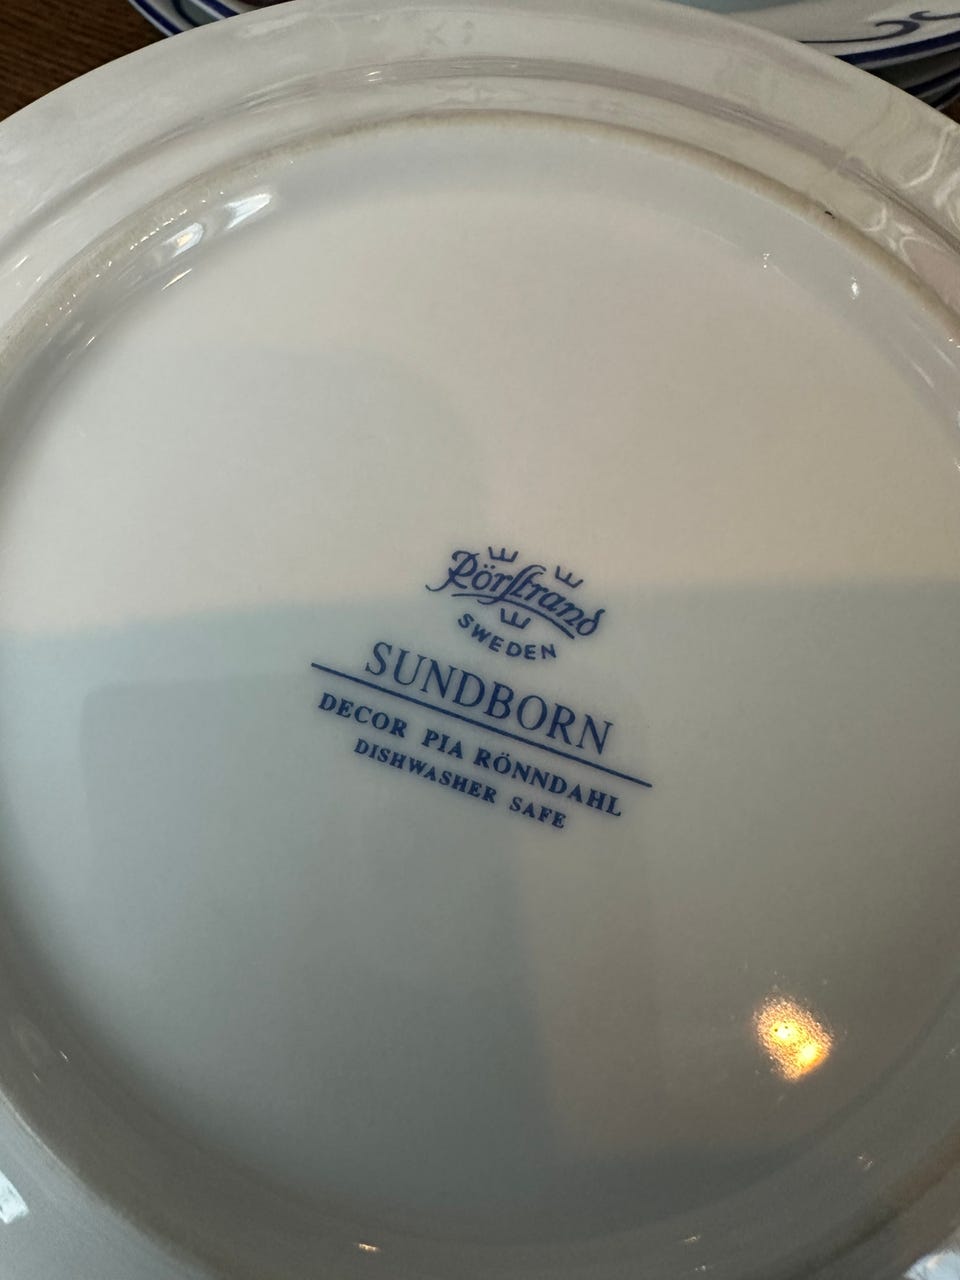 Rörstrand
SWEDEN
SUNDBORN
DECOR PIA RÖNNDAHL
DISHWASHER SAFE